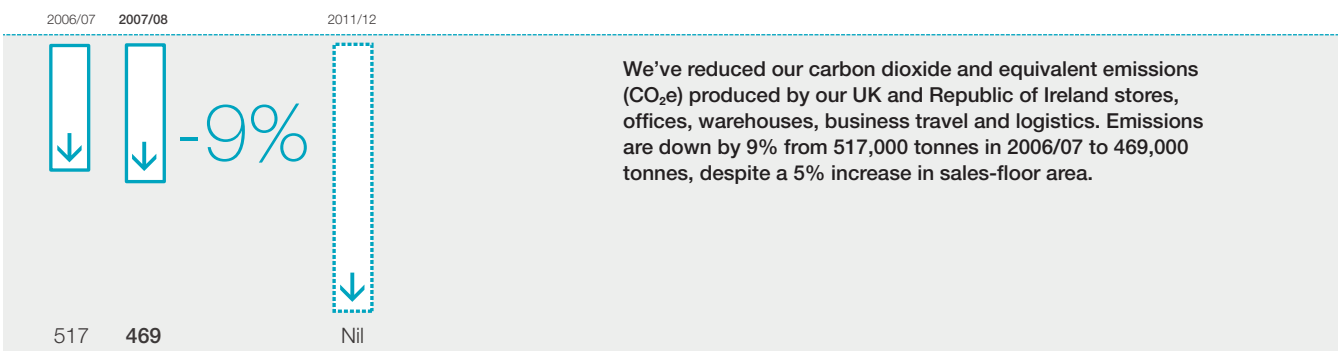 2006/07 2007/08 2011/12
-9%
517 469 Nil
We’ve reduced our carbon dioxide and equivalent emissions
(CO₂e) produced by our UK and Republic of Ireland stores,
offices, warehouses, business travel and logistics. Emissions
are down by 9% from 517,000 tonnes in 2006/07 to 469,000
tonnes, despite a 5% increase in sales-floor area.